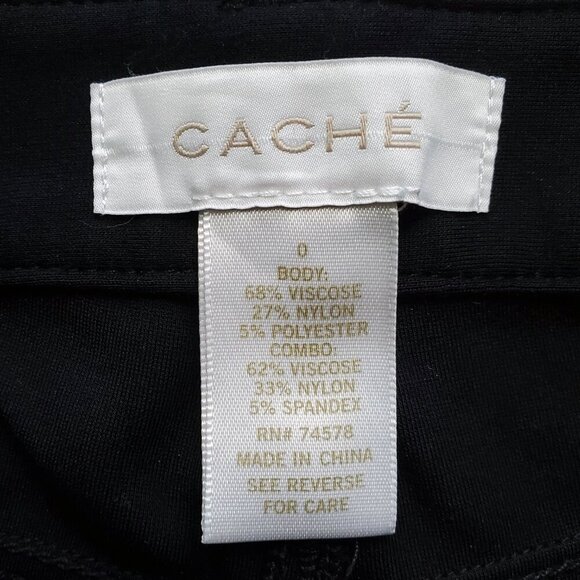 CACHÉ
0
BODY:
68% VISCOSE
27% NYLON
5% POLYESTER
COMBO:
62% VISCOSE
33% NYLON
5% SPANDEX
RN# 74578
MADE IN CHINA
SEE REVERSE
FOR CARE